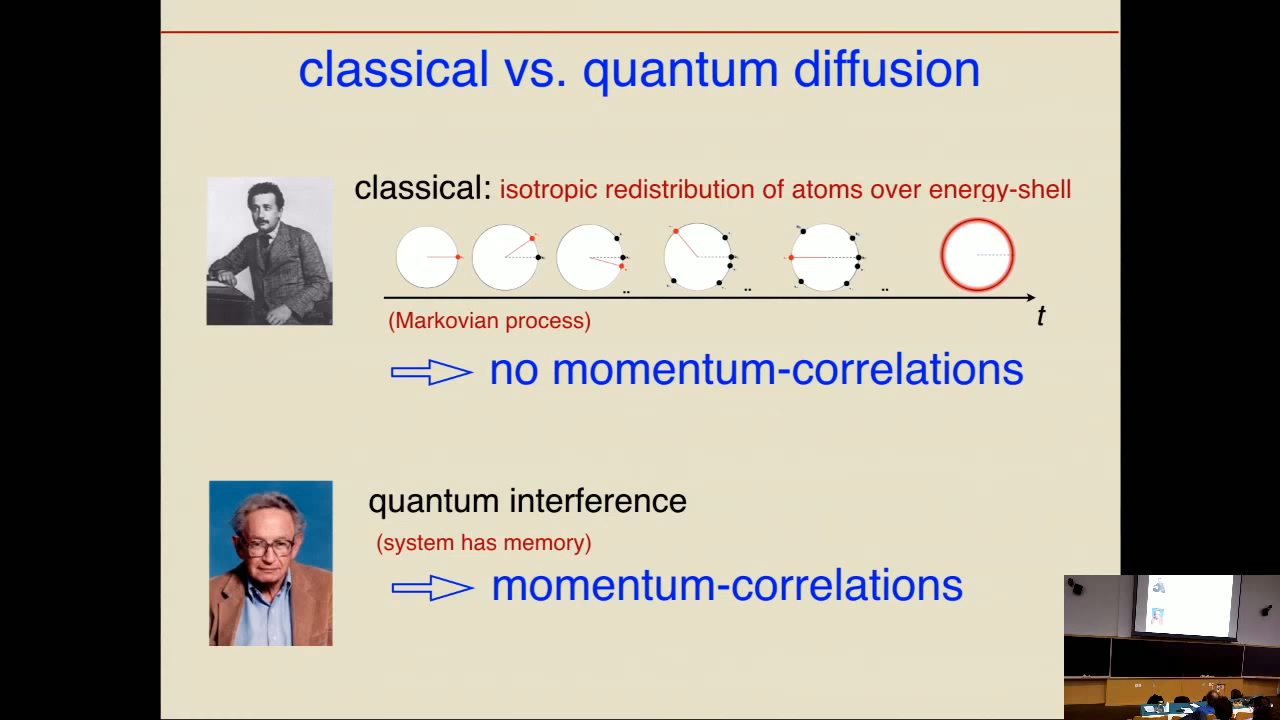 classical vs. quantum diffusion
classical: isotropic redistribution of atoms over energy-shell
.. .. ..
t
(Markovian process)
no momentum-correlations
quantum interference
(system has memory)
momentum-correlations